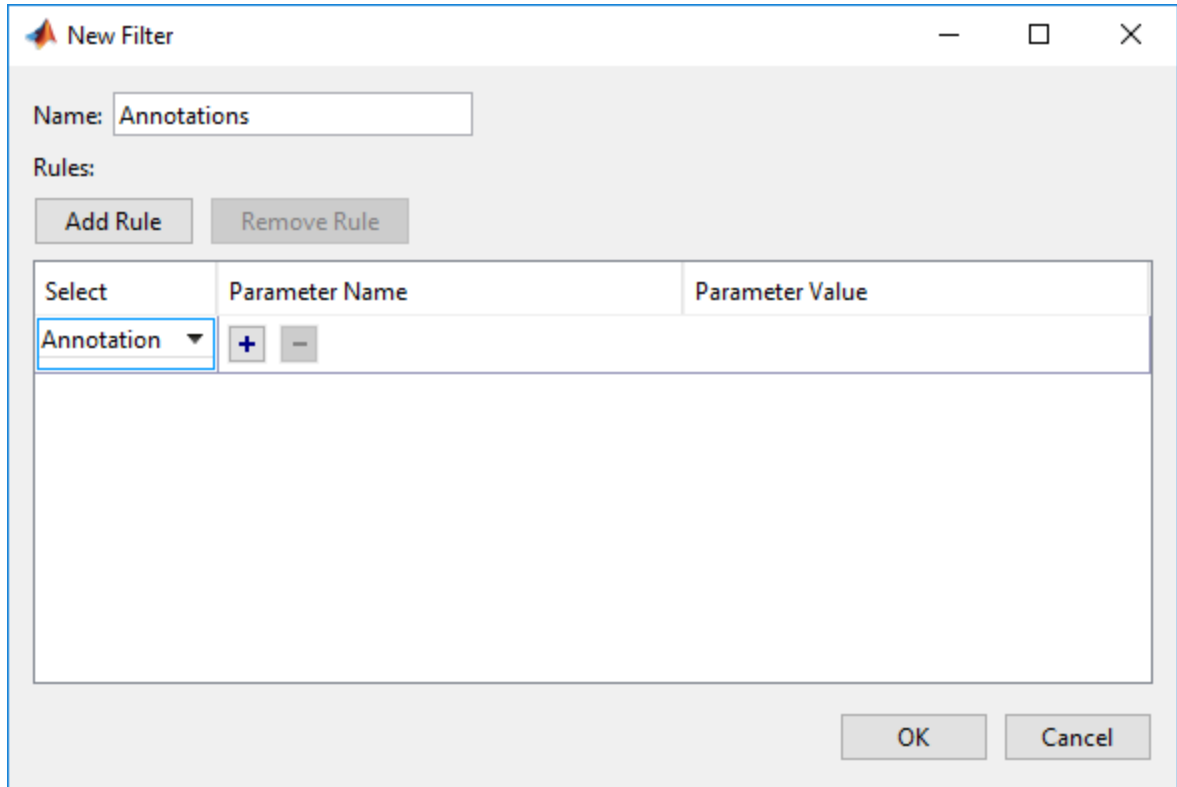 New Filter
Name: Annotations
Rules:
Add Rule Remove Rule
Select Parameter Name Parameter Value
Annotation + −
OK Cancel